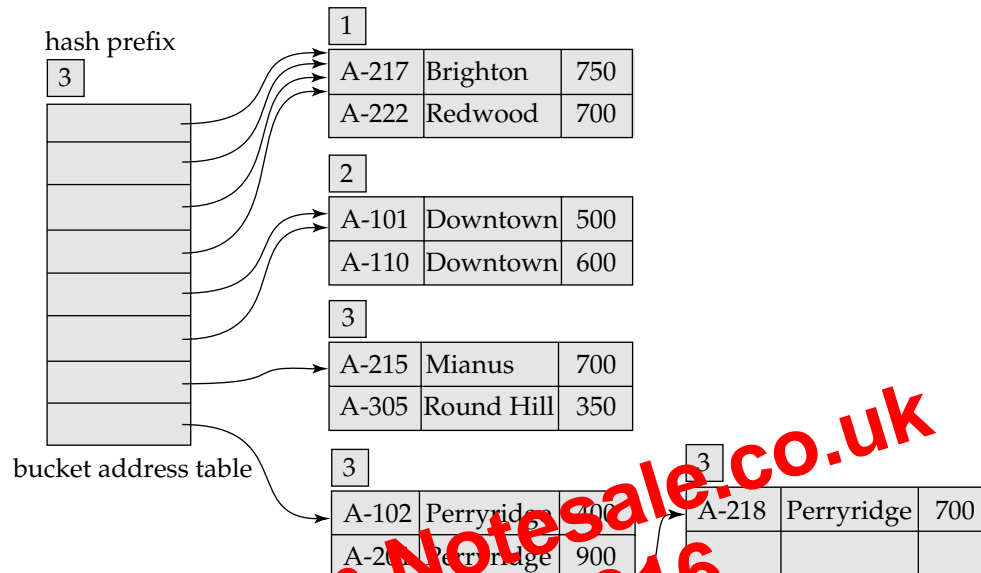 hash prefix
3
bucket address table
1
A-217 Brighton 750
A-222 Redwood 700
2
A-101 Downtown 500
A-110 Downtown 600
3
A-215 Mianus 700
A-305 Round Hill 350
3
A-102 Perryridge 400
Perryridge 900
3
A-218 Perryridge 700
Notesale.co.uk